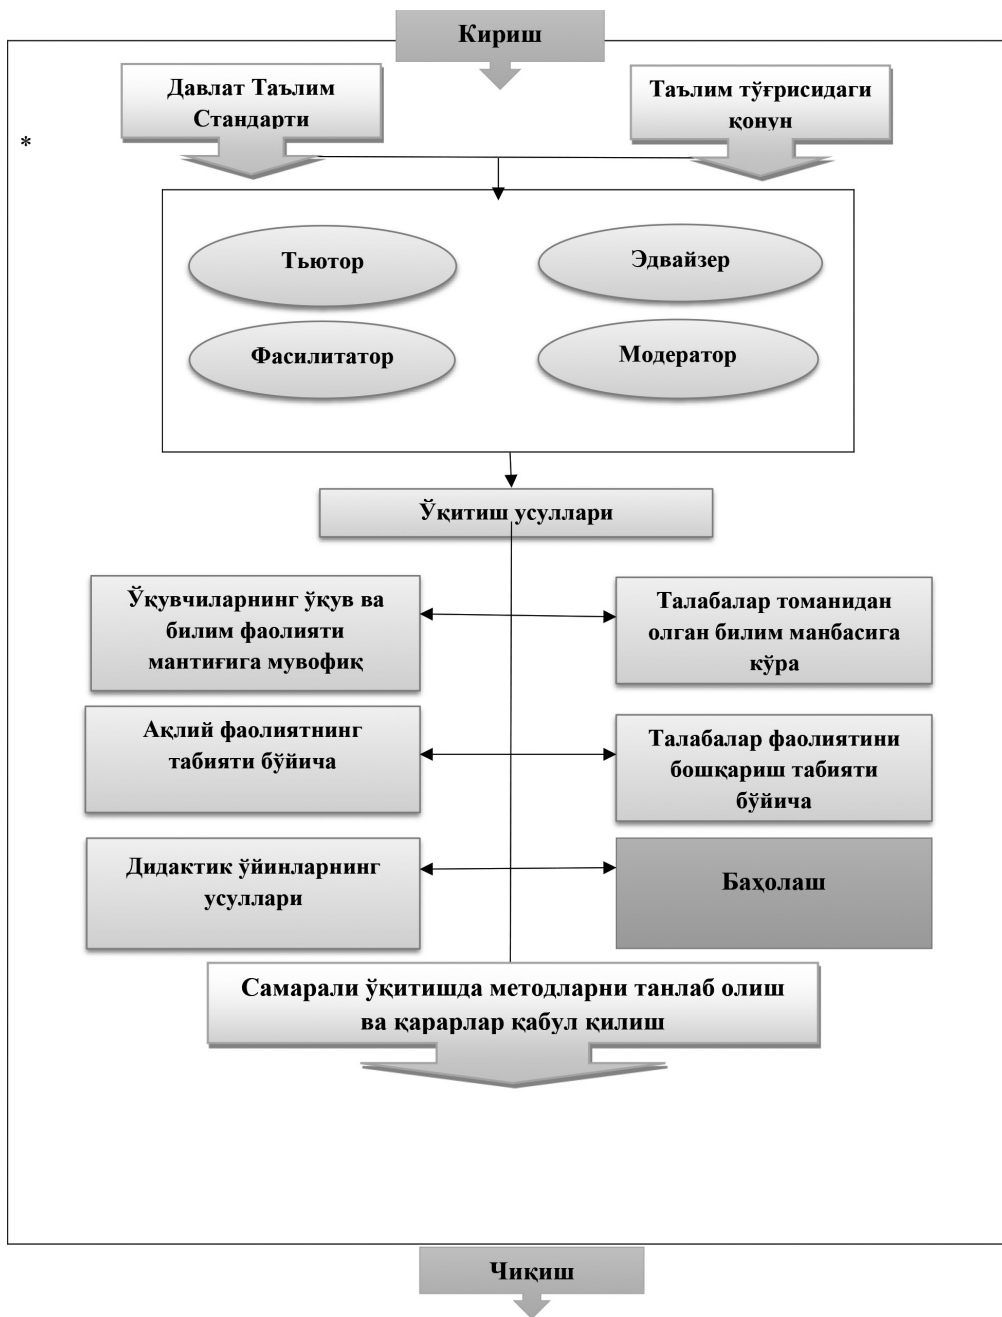 Кириш
Давлат Таълим
Стандарти
Таълим тўғрисидаги
қонун
*
Тьютор
Эдвайзер
Фасилитатор
Модератор
Ўқитиш усуллари
Ўқувчиларнинг ўқув ва
билим фаолияти
мантиғига мувофиқ
Талабалар томанидан
олган билим манбасига
кўра
Ақлий фаолиятнинг
табияти бўйича
Талабалар фаолиятини
бошқариш табияти
бўйича
Дидактик ўйинларнинг
усуллари
Баҳолаш
Самарали ўқитишда методларни танлаб олиш
ва қарарлар қабул қилиш
Чиқиш